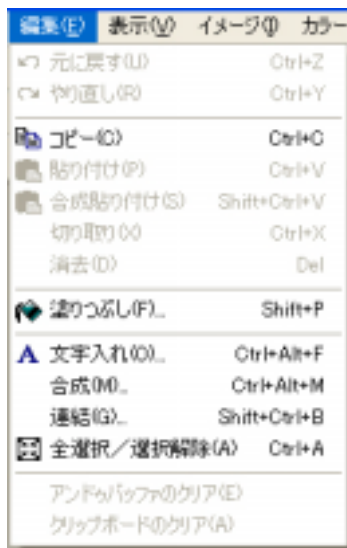 編集(E) 表示(V) イメージ(I) カラー
元に戻す(U) Ctrl+Z
やり直し(R) Ctrl+Y
コピー(C) Ctrl+C
貼り付け(P) Ctrl+V
合成貼り付け(S) Shift+Ctrl+V
切り取り(X) Ctrl+X
消去(D) Del
塗りつぶし(F)... Shift+P
A 文字入れ(O)... Ctrl+Alt+F
合成(M)... Ctrl+Alt+M
連結(G)... Shift+Ctrl+B
全選択／選択解除(A) Ctrl+A
アンドゥバッファのクリア(E)
クリップボードのクリア(A)